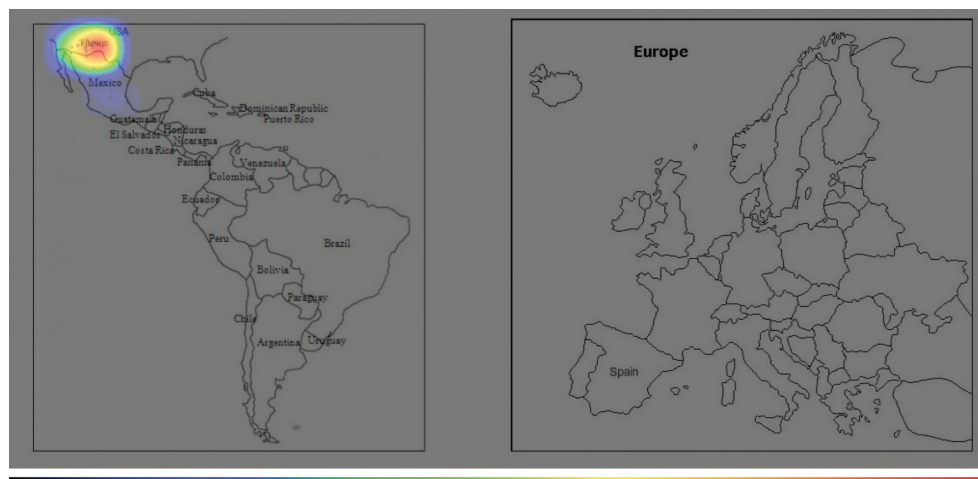 USA
Mexico
Cuba
Dominican Republic
Puerto Rico
Guatemala
Honduras
El Salvador
Nicaragua
Costa Rica
Panama
Venezuela
Colombia
Ecuador
Peru
Brazil
Bolivia
Paraguay
Chile
Argentina
Uruguay
Europe
Spain